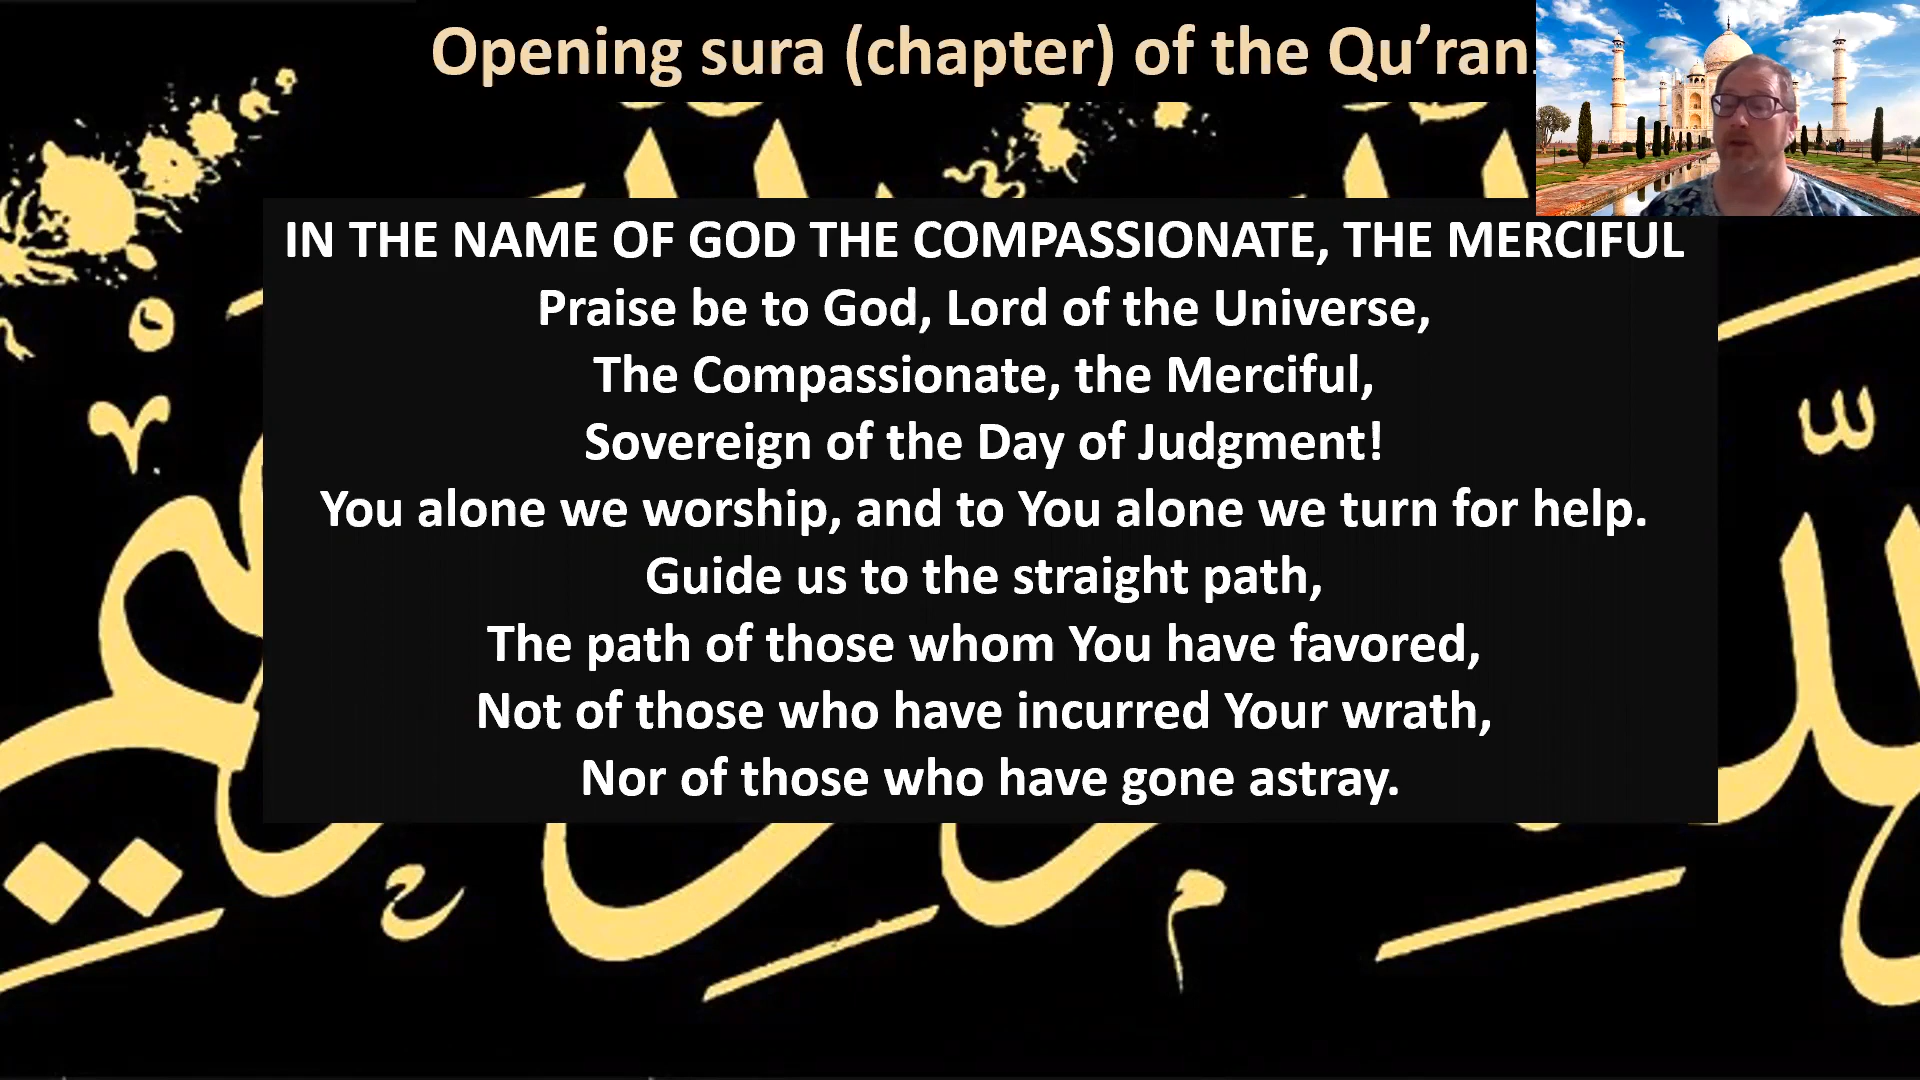 Opening sura (chapter) of the Qu’ran.
IN THE NAME OF GOD THE COMPASSIONATE, THE MERCIFUL
Praise be to God, Lord of the Universe,
The Compassionate, the Merciful,
Sovereign of the Day of Judgment!
You alone we worship, and to You alone we turn for help.
Guide us to the straight path,
The path of those whom You have favored,
Not of those who have incurred Your wrath,
Nor of those who have gone astray.